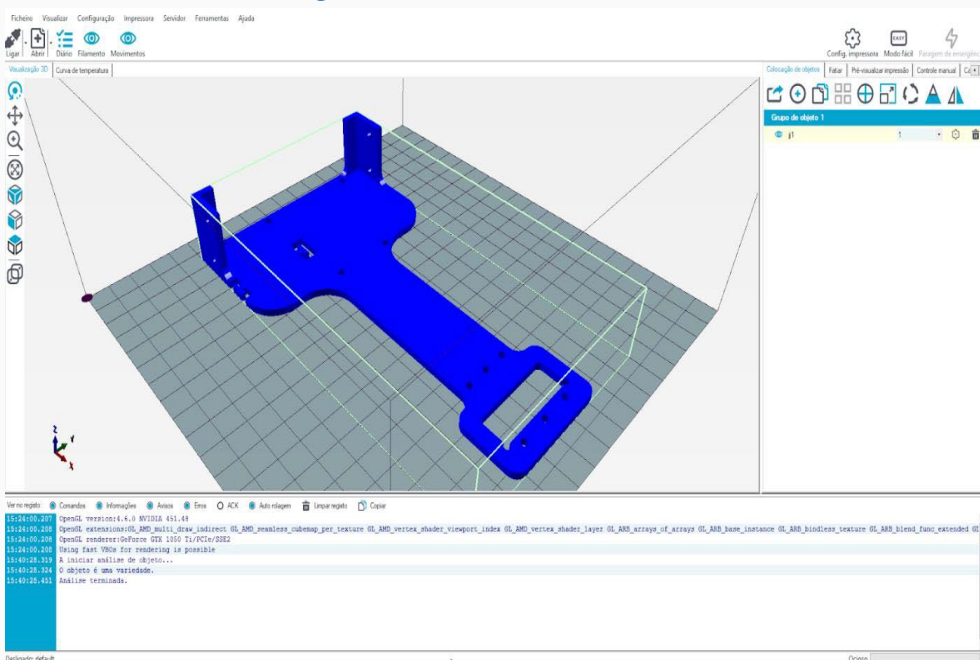 Ficheiro Visualizar Configuração Impressora Servidor Ferramentas Ajuda
Ligar Abrir Diário Filamento Movimentos
Config. impressora Modo fácil Paragem de emergênc
Visualização 3D Curva de temperatura
Colocação de objetos Fatiar Pré-visualizar impressão Controle manual
Grupo de objeto 1
j1 1
Z Y X
Ver no registo: Comandos Informações Avisos Erros ACK Auto rolagem Limpar registo Copiar
15:24:00.207 OpenGL version:4.6.0 NVIDIA 451.48
15:24:00.208 OpenGL extensions:GL_AMD_multi_draw_indirect GL_AMD_seamless_cubemap_per_texture GL_AMD_vertex_shader_viewport_index GL_AMD_vertex_shader_layer GL_ARB_arrays_of_arrays GL_ARB_base_instance GL_ARB_bindless_texture GL_ARB_blend_func_extended
15:24:00.208 OpenGL renderer:GeForce GTX 1050 Ti/PCIe/SSE2
15:24:00.208 Using fast VBOs for rendering is possible
15:40:28.319 A iniciar análise de objeto...
15:40:28.324 O objeto é uma variedade.
15:40:28.451 Análise terminada.
Desligado: default